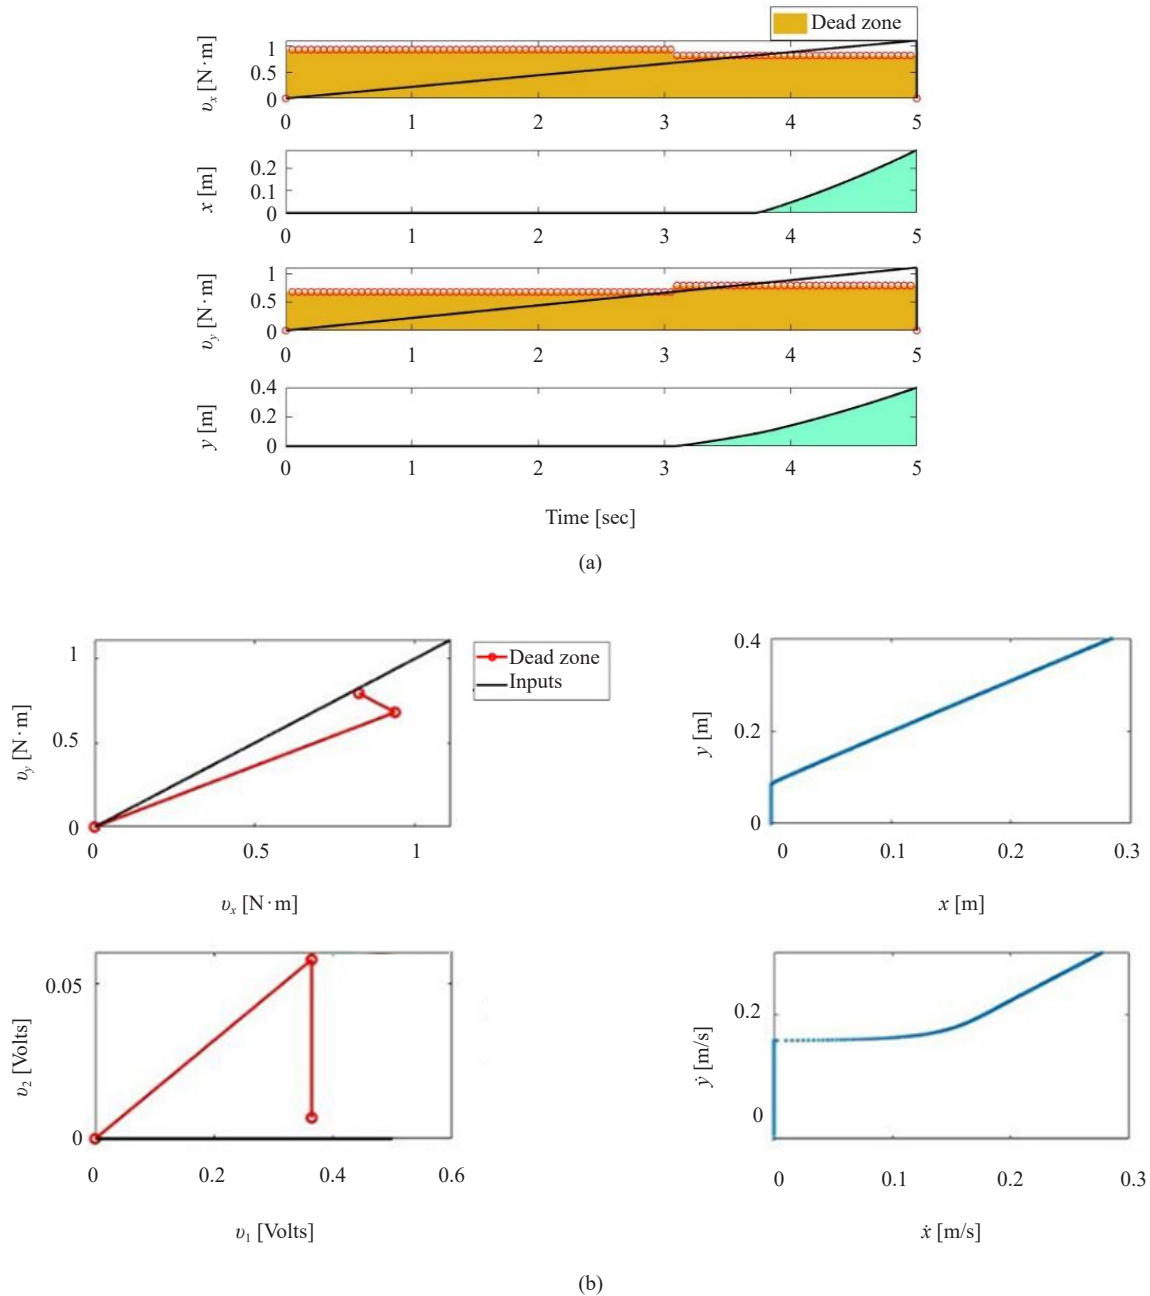 Dead zone
υx [N·m]
1
0.5
0
0 1 2 3 4 5
x [m]
0.2
0.1
0
0 1 2 3 4 5
υy [N·m]
1
0.5
0
0 1 2 3 4 5
y [m]
0.4
0.2
0
0 1 2 3 4 5
Time [sec]
(a)
υy [N·m]
1
0.5
0
0 0.5 1
υx [N·m]
Dead zone
Inputs
y [m]
0.4
0.2
0
0 0.1 0.2 0.3
x [m]
υ2 [Volts]
0.05
0
0 0.2 0.4 0.6
υ1 [Volts]
ẏ [m/s]
0.2
0
0 0.1 0.2 0.3
ẋ [m/s]
(b)